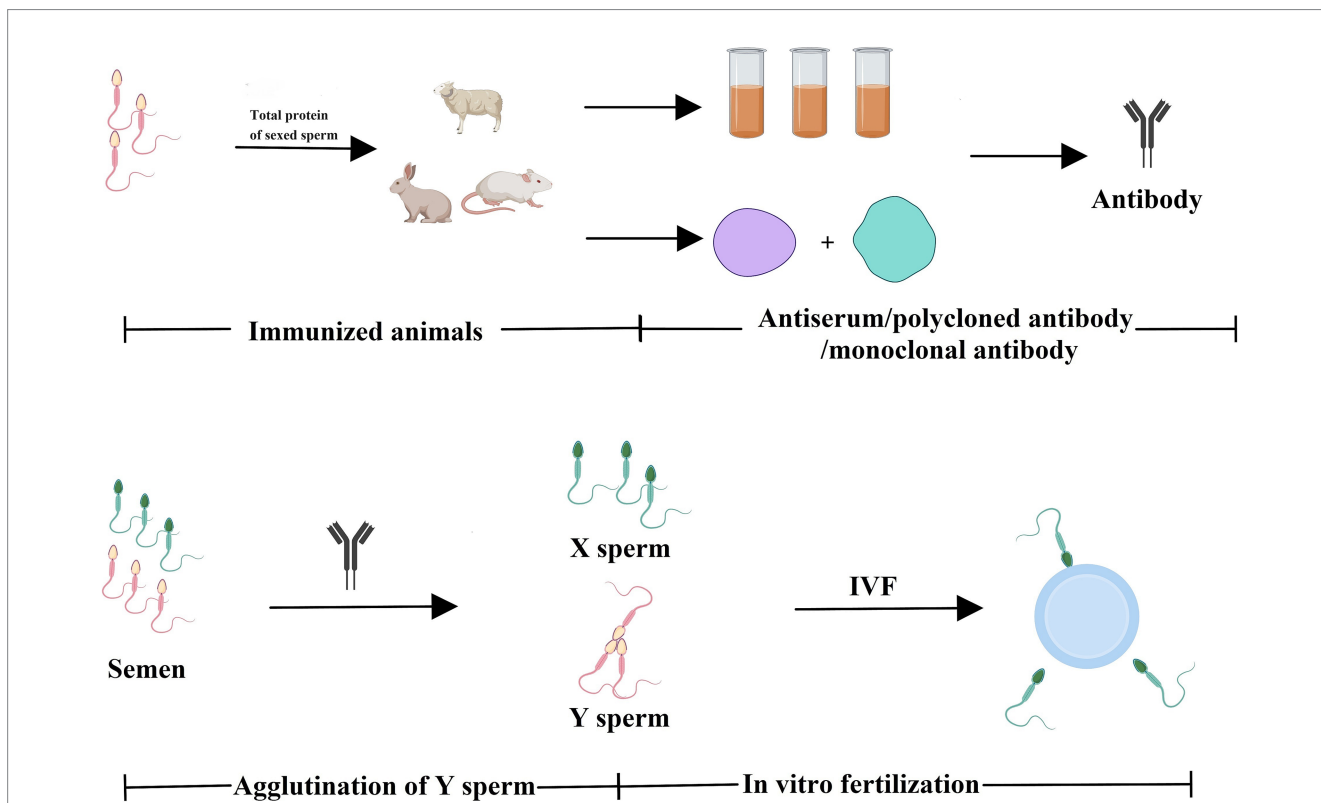 Total protein
of sexed sperm
+
Antibody
Immunized animals
Antiserum/polycloned antibody
/monoclonal antibody
X sperm
IVF
Semen
Y sperm
Agglutination of Y sperm
In vitro fertilization